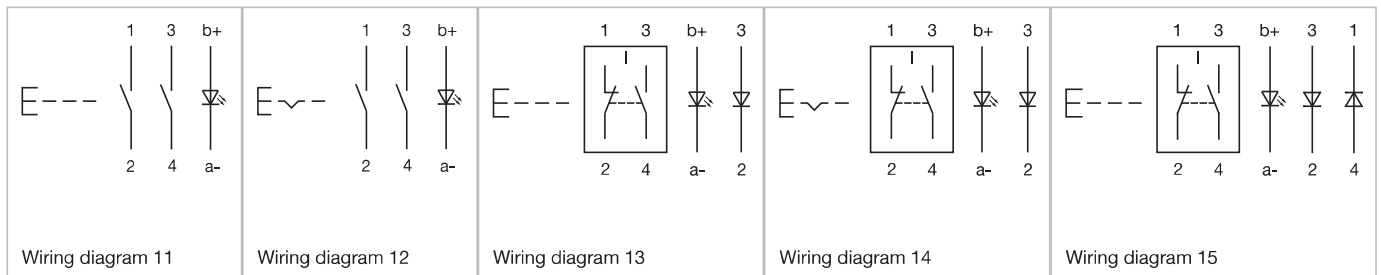 1 3 b+
2 4 a-
Wiring diagram 11
1 3 b+
2 4 a-
Wiring diagram 12
1 3 b+ 3
2 4 a- 2
Wiring diagram 13
1 3 b+ 3
2 4 a- 2
Wiring diagram 14
1 3 b+ 3 1
2 4 a- 2 4
Wiring diagram 15